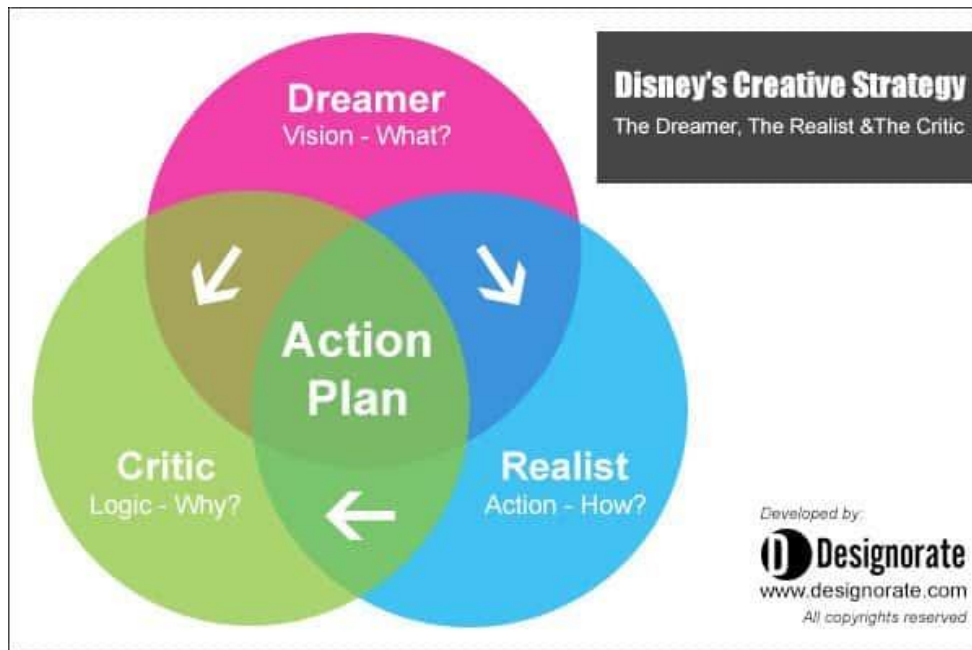 Disney's Creative Strategy
The Dreamer, The Realist &The Critic
Dreamer
Vision - What?
Action
Plan
Critic
Logic - Why?
Realist
Action - How?
Developed by:
D Designorate
www.designorate.com
All copyrights reserved